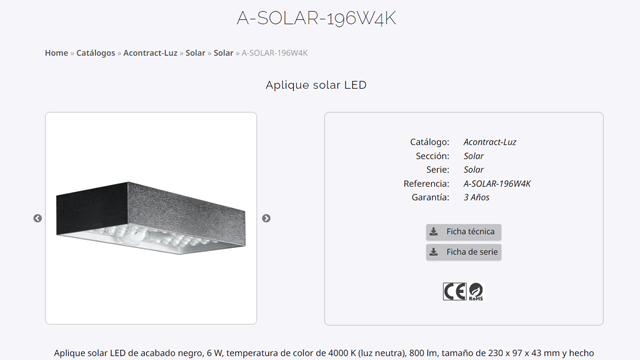 A-SOLAR-196W4K
Home » Catálogos » Acontract-Luz » Solar » Solar » A-SOLAR-196W4K
Aplique solar LED
Catálogo: Acontract-Luz
Sección: Solar
Serie: Solar
Referencia: A-SOLAR-196W4K
Garantía: 3 Años
Ficha técnica
Ficha de serie
CE RoHS
Aplique solar LED de acabado negro, 6 W, temperatura de color de 4000 K (luz neutra), 800 lm, tamaño de 230 x 97 x 43 mm y hecho